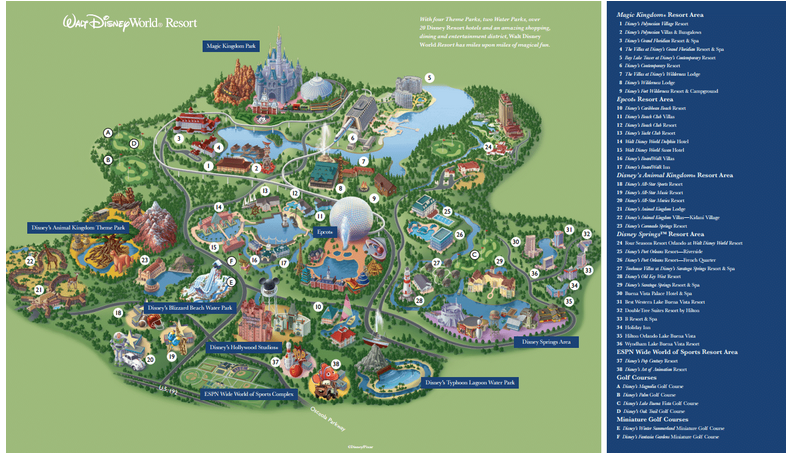 WALT DISNEY World® Resort
With four Theme Parks, two Water Parks, over
20 Disney Resort hotels and an amazing shopping,
dining and entertainment district, Walt Disney
World Resort has miles upon miles of magical fun.
Magic Kingdom Park
5
A
D
B
3
4
1
2
6
7
8
9
24
14
13
12
11
Epcot®
25
26
15
16
17
F
E
C
27
28
29
30
31
32
33
34
35
36
Disney's Animal Kingdom Theme Park
22
21
23
Disney's Blizzard Beach Water Park
18
19
20
10
Disney's Hollywood Studios®
Disney Springs Area
37
38
Disney's Typhoon Lagoon Water Park
ESPN Wide World of Sports Complex
U.S. 192
Osceola Parkway
©Disney/Pixar
Magic Kingdom® Resort Area
1 Disney's Polynesian Village Resort
2 Disney's Polynesian Villas & Bungalows
3 Disney's Grand Floridian Resort & Spa
4 The Villas at Disney's Grand Floridian Resort & Spa
5 Bay Lake Tower at Disney's Contemporary Resort
6 Disney's Contemporary Resort
7 The Villas at Disney's Wilderness Lodge
8 Disney's Wilderness Lodge
9 Disney's Fort Wilderness Resort & Campground
Epcot® Resort Area
10 Disney's Caribbean Beach Resort
11 Disney's Beach Club Villas
12 Disney's Beach Club Resort
13 Disney's Yacht Club Resort
14 Walt Disney World Dolphin Hotel
15 Walt Disney World Swan Hotel
16 Disney's BoardWalk Villas
17 Disney's BoardWalk Inn
Disney's Animal Kingdom® Resort Area
18 Disney's All-Star Sports Resort
19 Disney's All-Star Music Resort
20 Disney's All-Star Movies Resort
21 Disney's Animal Kingdom Lodge
22 Disney's Animal Kingdom Villas—Kidani Village
23 Disney's Coronado Springs Resort
Disney Springs™ Resort Area
24 Four Seasons Resort Orlando at Walt Disney World Resort
25 Disney's Port Orleans Resort—Riverside
26 Disney's Port Orleans Resort—French Quarter
27 Treehouse Villas at Disney's Saratoga Springs Resort & Spa
28 Disney's Old Key West Resort
29 Disney's Saratoga Springs Resort & Spa
30 Buena Vista Palace Hotel & Spa
31 Best Western Lake Buena Vista Resort
32 DoubleTree Suites Resort by Hilton
33 B Resort & Spa
34 Holiday Inn
35 Hilton Orlando Lake Buena Vista
36 Wyndham Lake Buena Vista Resort
ESPN Wide World of Sports Resort Area
37 Disney's Pop Century Resort
38 Disney's Art of Animation Resort
Golf Courses
A Disney's Magnolia Golf Course
B Disney's Palm Golf Course
C Disney's Lake Buena Vista Golf Course
D Disney's Oak Trail Golf Course
Miniature Golf Courses
E Disney's Winter Summerland Miniature Golf Course
F Disney's Fantasia Gardens Miniature Golf Course